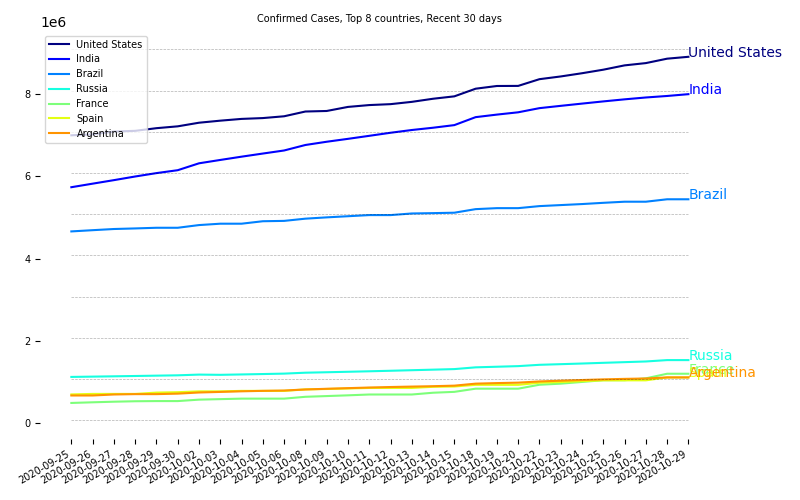 Confirmed Cases, Top 8 countries, Recent 30 days
1e6
United States
India
Brazil
Russia
France
Spain
Argentina
8
6
4
2
0
United States
India
Brazil
Russia
Argentina
2020-09-25
2020-09-26
2020-09-27
2020-09-28
2020-09-29
2020-09-30
2020-10-02
2020-10-03
2020-10-04
2020-10-05
2020-10-06
2020-10-08
2020-10-09
2020-10-10
2020-10-11
2020-10-12
2020-10-13
2020-10-14
2020-10-15
2020-10-18
2020-10-19
2020-10-20
2020-10-22
2020-10-23
2020-10-24
2020-10-25
2020-10-26
2020-10-27
2020-10-28
2020-10-29